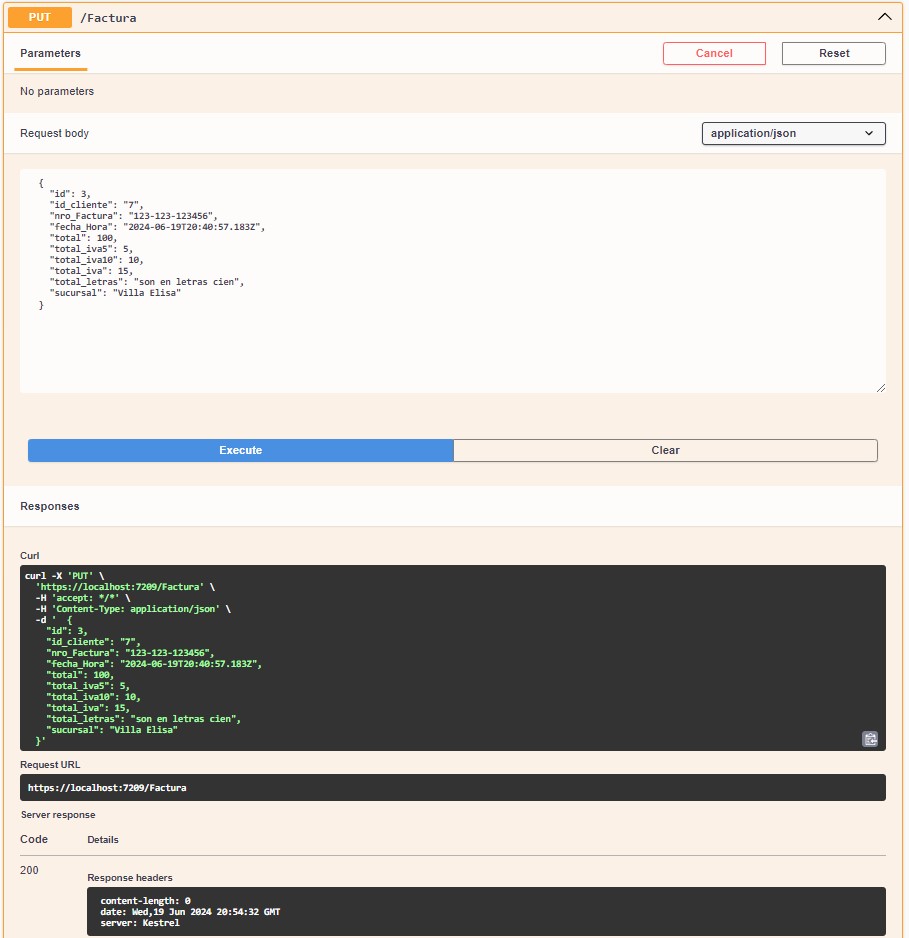 PUT /Factura
Parameters
Cancel
Reset
No parameters
Request body
application/json
{
"id": 3,
"id_cliente": "7",
"nro_Factura": "123-123-123456",
"fecha_Hora": "2024-06-19T20:40:57.183Z",
"total": 100,
"total_iva5": 5,
"total_iva10": 10,
"total_iva": 15,
"total_letras": "son en letras cien",
"sucursal": "Villa Elisa"
}
Execute
Clear
Responses
Curl
curl -X 'PUT' \
'https://localhost:7209/Factura' \
-H 'accept: */*' \
-H 'Content-Type: application/json' \
-d '  {
"id": 3,
"id_cliente": "7",
"nro_Factura": "123-123-123456",
"fecha_Hora": "2024-06-19T20:40:57.183Z",
"total": 100,
"total_iva5": 5,
"total_iva10": 10,
"total_iva": 15,
"total_letras": "son en letras cien",
"sucursal": "Villa Elisa"
}'
Request URL
https://localhost:7209/Factura
Server response
Code Details
200
Response headers
content-length: 0
date: Wed,19 Jun 2024 20:54:32 GMT
server: Kestrel